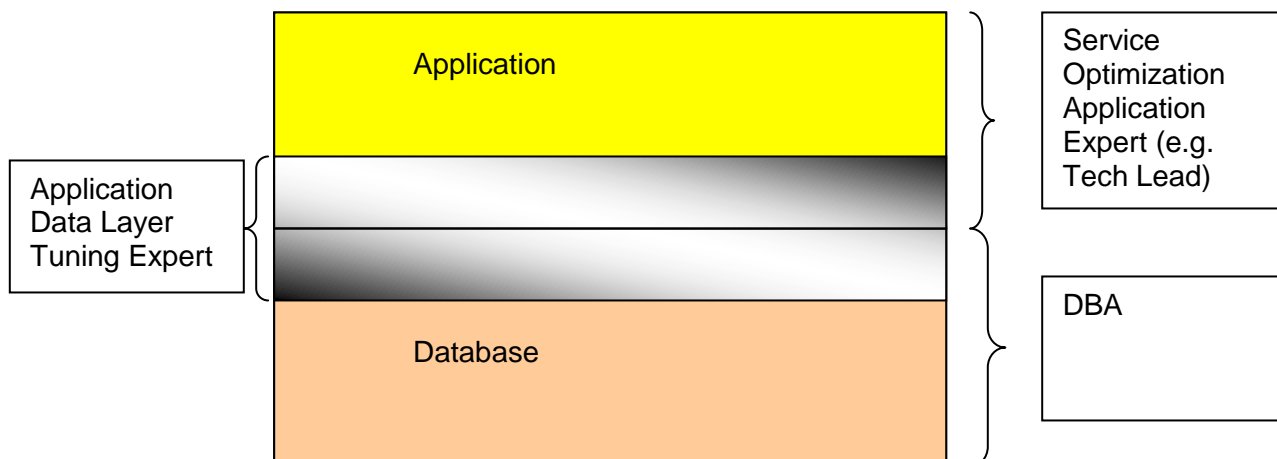 Application
Service
Optimization
Application
Expert (e.g.
Tech Lead)
Application
Data Layer
Tuning Expert
DBA
Database